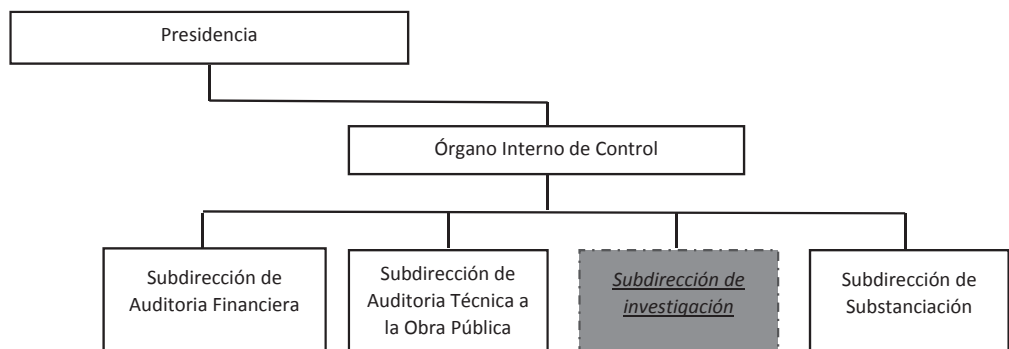 Presidencia
Órgano Interno de Control
Subdirección de
Auditoria Financiera
Subdirección de
Auditoria Técnica a
la Obra Pública
Subdirección de
investigación
Subdirección de
Substanciación